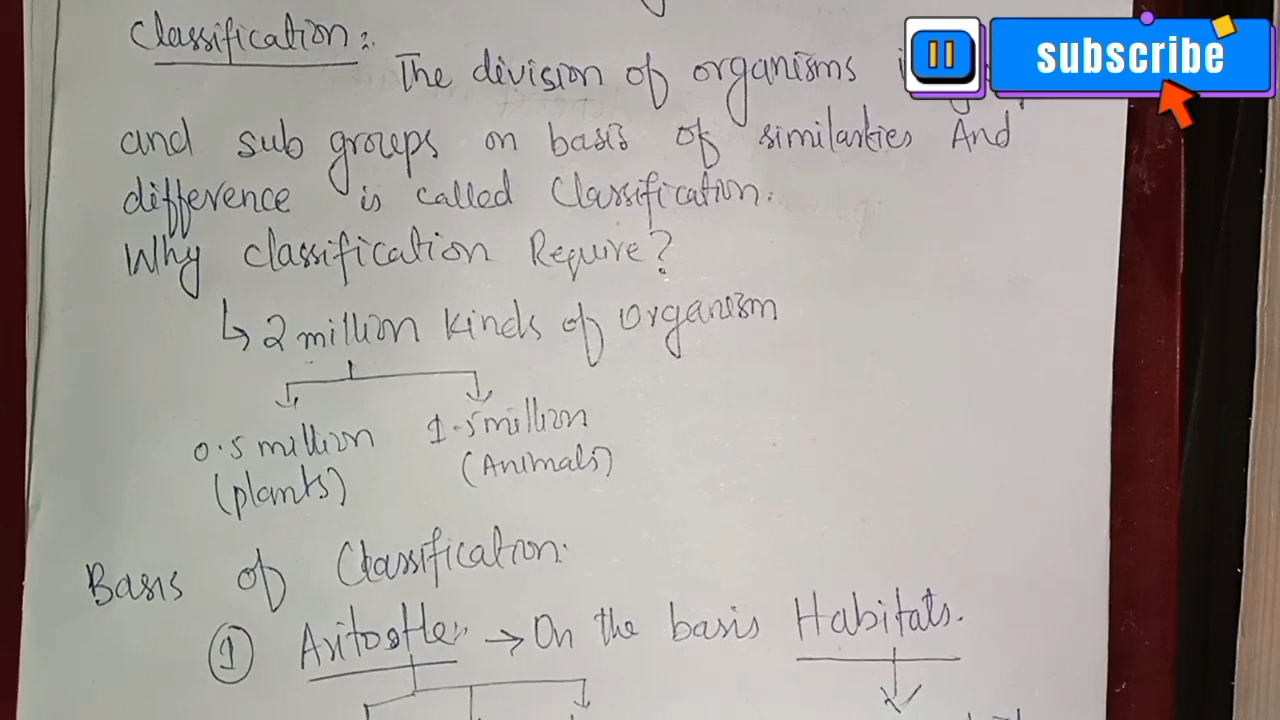 Classification:
The division of organisms
subscribe
and sub groups on basis of similarties And
difference is called Classification.
Why classification Require?
↳ 2 million kinds of organism
0.5 million 1.5 million
(plants) (Animals)
Basis of Classification.
① Aritostle → On the basis Habitats.